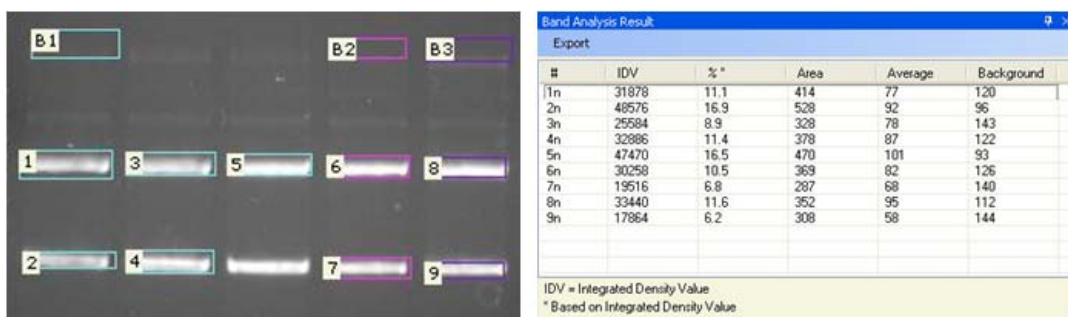 B1 B2 B3
1 3 5 6 8
2 4 7 9
Band Analysis Result
Export
# IDV % * Area Average Background
1n 31878 11.1 414 77 120
2n 48576 16.9 528 92 96
3n 25584 8.9 328 78 143
4n 32886 11.4 378 87 122
5n 47470 16.5 470 101 93
6n 30258 10.5 369 82 126
7n 19516 6.8 287 68 140
8n 33440 11.6 352 95 112
9n 17864 6.2 308 58 144
IDV = Integrated Density Value
* Based on Integrated Density Value